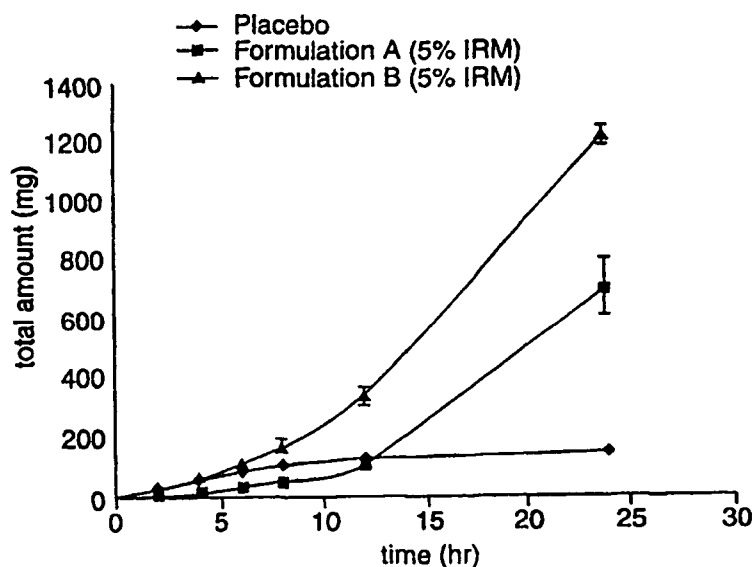 Placebo
Formulation A (5% IRM)
Formulation B (5% IRM)
1400
1200
1000
800
600
400
200
0
total amount (mg)
0 5 10 15 20 25 30
time (hr)